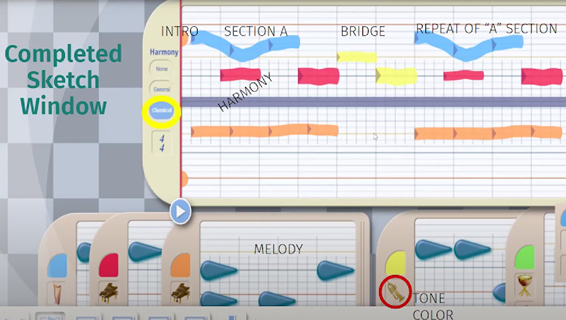 INTRO
SECTION A
BRIDGE
REPEAT OF “A” SECTION
Completed
Sketch
Window
Harmony
None
General
Classical
4
4
HARMONY
MELODY
TONE
COLOR